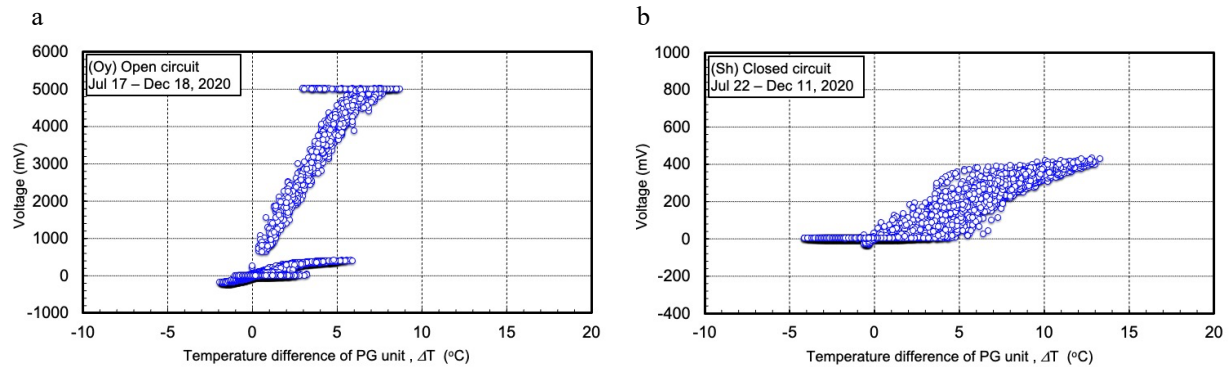 a
(Oy) Open circuit
Jul 17 – Dec 18, 2020
Voltage (mV)
6000
5000
4000
3000
2000
1000
0
-1000
-10 -5 0 5 10 15 20
Temperature difference of PG unit , ΔT (°C)
b
(Sh) Closed circuit
Jul 22 – Dec 11, 2020
Voltage (mV)
1000
800
600
400
200
0
-200
-400
-10 -5 0 5 10 15 20
Temperature difference of PG unit , ΔT (°C)